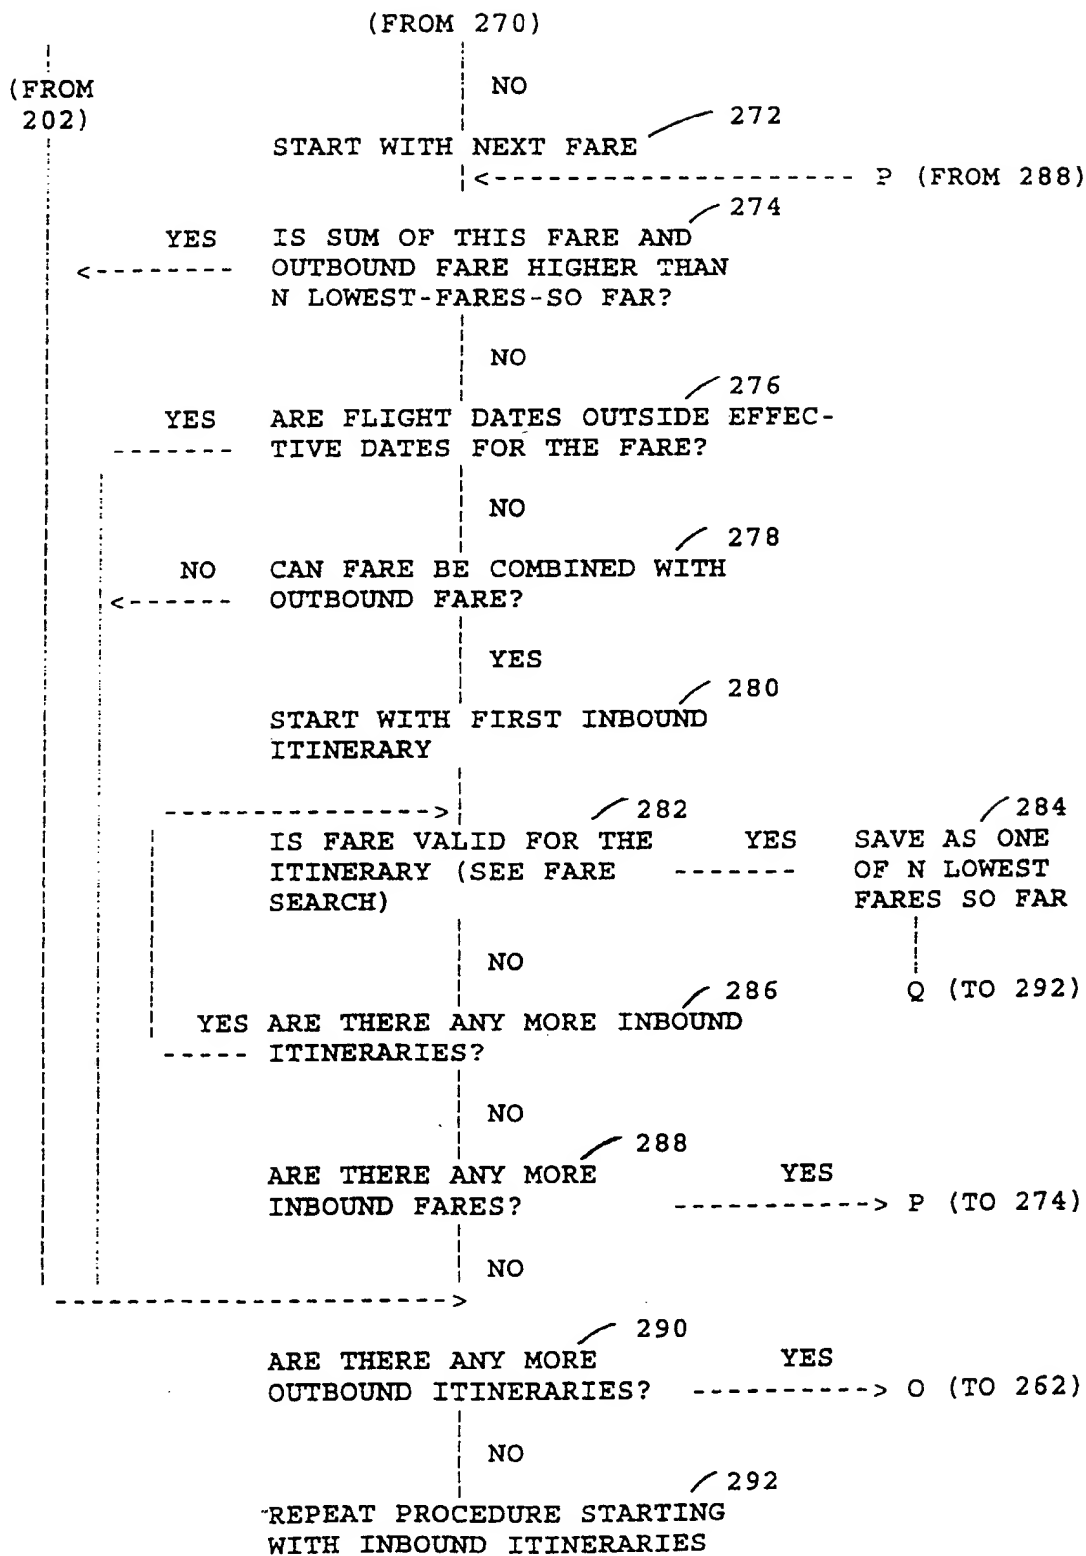 (FROM 270)
(FROM
202)
NO
272
START WITH NEXT FARE
P (FROM 288)
274
YES
IS SUM OF THIS FARE AND
OUTBOUND FARE HIGHER THAN
N LOWEST-FARES-SO FAR?
NO
276
YES
ARE FLIGHT DATES OUTSIDE EFFEC-
TIVE DATES FOR THE FARE?
NO
278
NO
CAN FARE BE COMBINED WITH
OUTBOUND FARE?
YES
280
START WITH FIRST INBOUND
ITINERARY
282
IS FARE VALID FOR THE
ITINERARY (SEE FARE
SEARCH)
YES
284
SAVE AS ONE
OF N LOWEST
FARES SO FAR
Q (TO 292)
NO
286
YES
ARE THERE ANY MORE INBOUND
ITINERARIES?
NO
288
ARE THERE ANY MORE
INBOUND FARES?
YES
P (TO 274)
NO
290
ARE THERE ANY MORE
OUTBOUND ITINERARIES?
YES
O (TO 262)
NO
292
REPEAT PROCEDURE STARTING
WITH INBOUND ITINERARIES